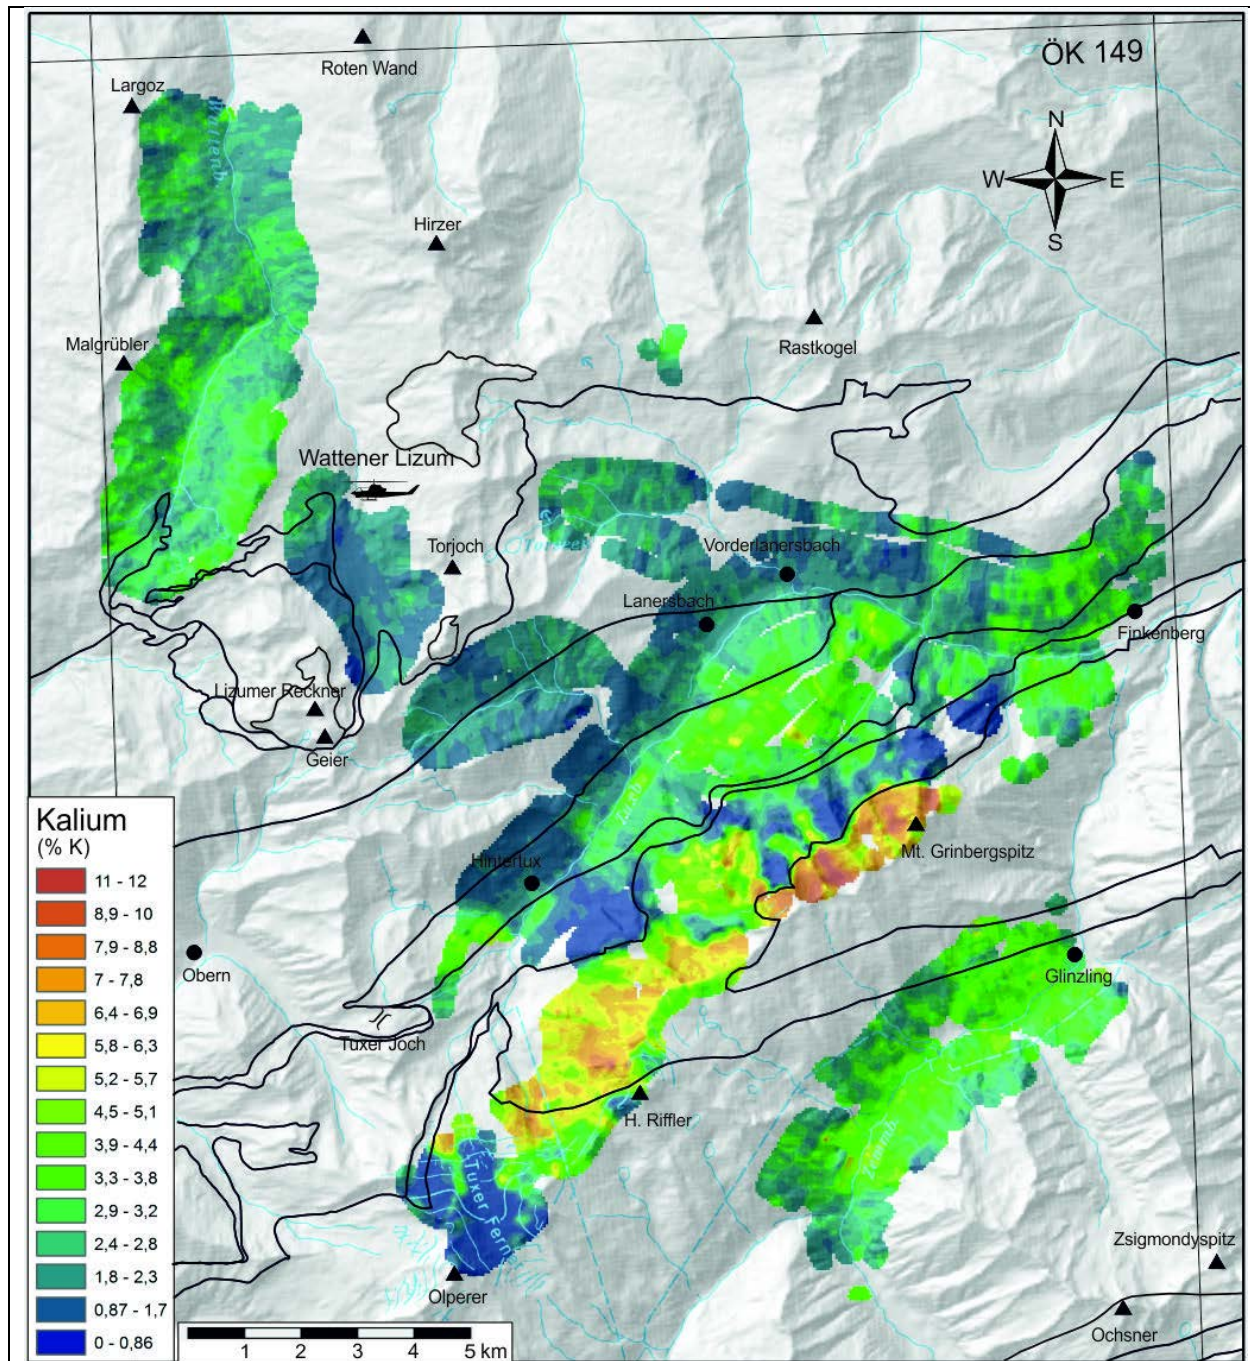 ÖK 149
Roten Wand
Largoz
Wattenb.
N
W
E
S
Hirzer
Rastkogel
Malgrübler
Wattener Lizum
Torjoch
Vorderlanersbach
Lanersbach
Finkenberg
Lizumer Reckner
Geier
Kalium
(% K)
11 - 12
8,9 - 10
7,9 - 8,8
7 - 7,8
6,4 - 6,9
5,8 - 6,3
5,2 - 5,7
4,5 - 5,1
3,9 - 4,4
3,3 - 3,8
2,9 - 3,2
2,4 - 2,8
1,8 - 2,3
0,87 - 1,7
0 - 0,86
Hintertux
Mt. Grinbergspitz
Obern
Glinzling
Tuxer Joch
H. Riffler
Zemmb.
Tuxer Fern
Olperer
Zsigmondyspitz
Ochsner
1 2 3 4 5 km